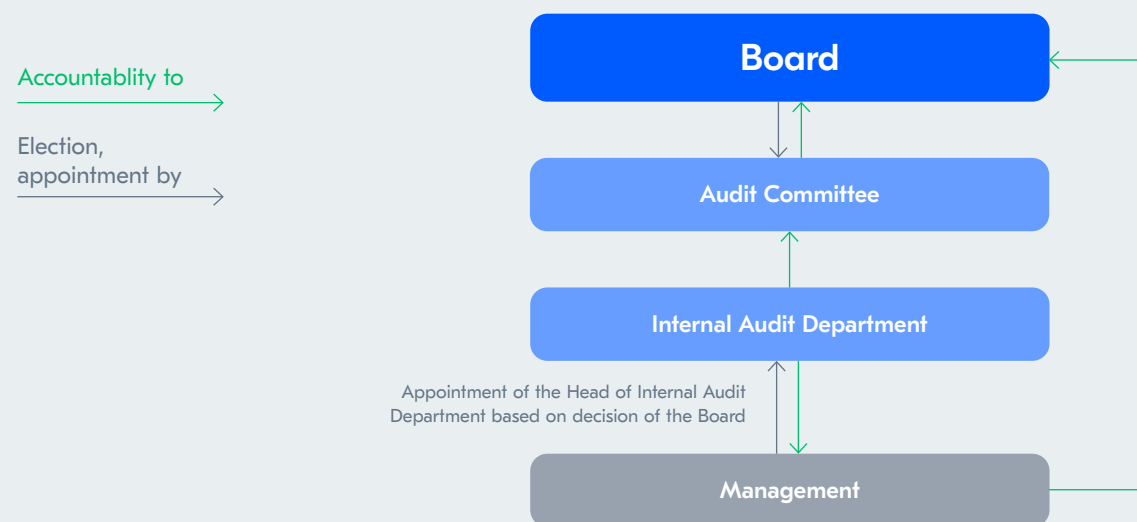 Accountablity to
Election,
appointment by
Board
Audit Committee
Internal Audit Department
Appointment of the Head of Internal Audit
Department based on decision of the Board
Management